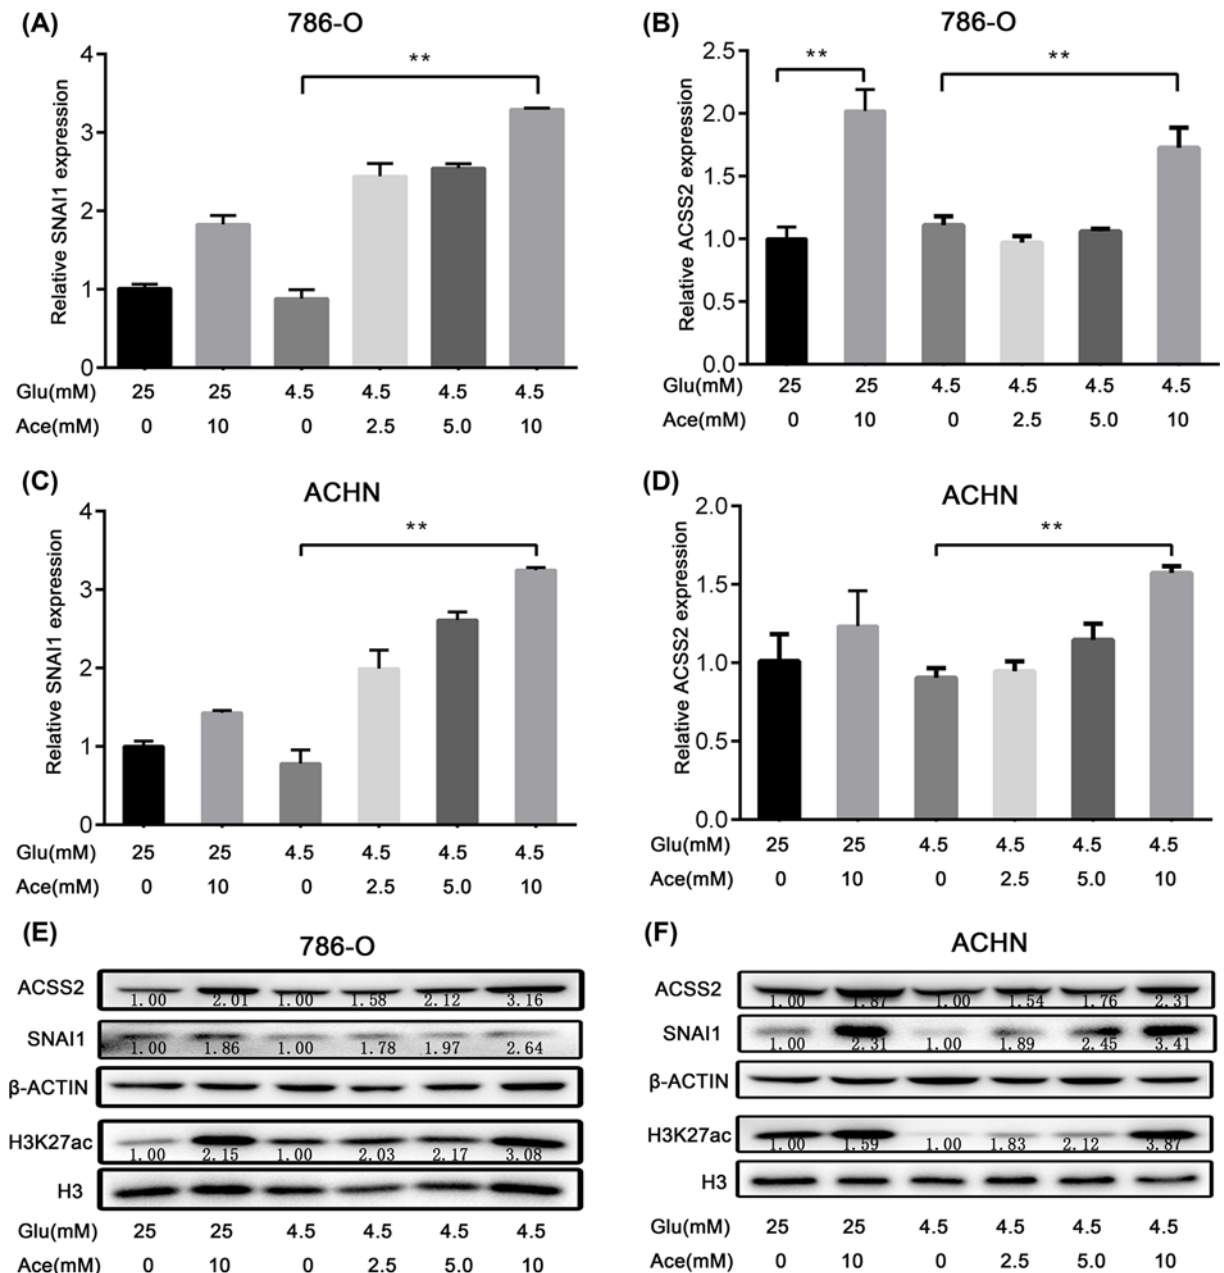 (A)
786-O
Relative SNAI1 expression
4
3
2
1
0
**
Glu(mM) 25 25 4.5 4.5 4.5 4.5
Ace(mM) 0 10 0 2.5 5.0 10
(B)
786-O
Relative ACSS2 expression
2.5
2.0
1.5
1.0
0.5
0.0
**
**
Glu(mM) 25 25 4.5 4.5 4.5 4.5
Ace(mM) 0 10 0 2.5 5.0 10
(C)
ACHN
Relative SNAI1 expression
4
3
2
1
0
**
Glu(mM) 25 25 4.5 4.5 4.5 4.5
Ace(mM) 0 10 0 2.5 5.0 10
(D)
ACHN
Relative ACSS2 expression
2.0
1.5
1.0
0.5
0.0
**
Glu(mM) 25 25 4.5 4.5 4.5 4.5
Ace(mM) 0 10 0 2.5 5.0 10
(E)
786-O
ACSS2 1.00 2.01 1.00 1.58 2.12 3.16
SNAI1 1.00 1.86 1.00 1.78 1.97 2.64
β-ACTIN
H3K27ac 1.00 2.15 1.00 2.03 2.17 3.08
H3
Glu(mM) 25 25 4.5 4.5 4.5 4.5
Ace(mM) 0 10 0 2.5 5.0 10
(F)
ACHN
ACSS2 1.00 1.87 1.00 1.54 1.76 2.31
SNAI1 1.00 2.31 1.00 1.89 2.45 3.41
β-ACTIN
H3K27ac 1.00 1.59 1.00 1.83 2.12 3.87
H3
Glu(mM) 25 25 4.5 4.5 4.5 4.5
Ace(mM) 0 10 0 2.5 5.0 10